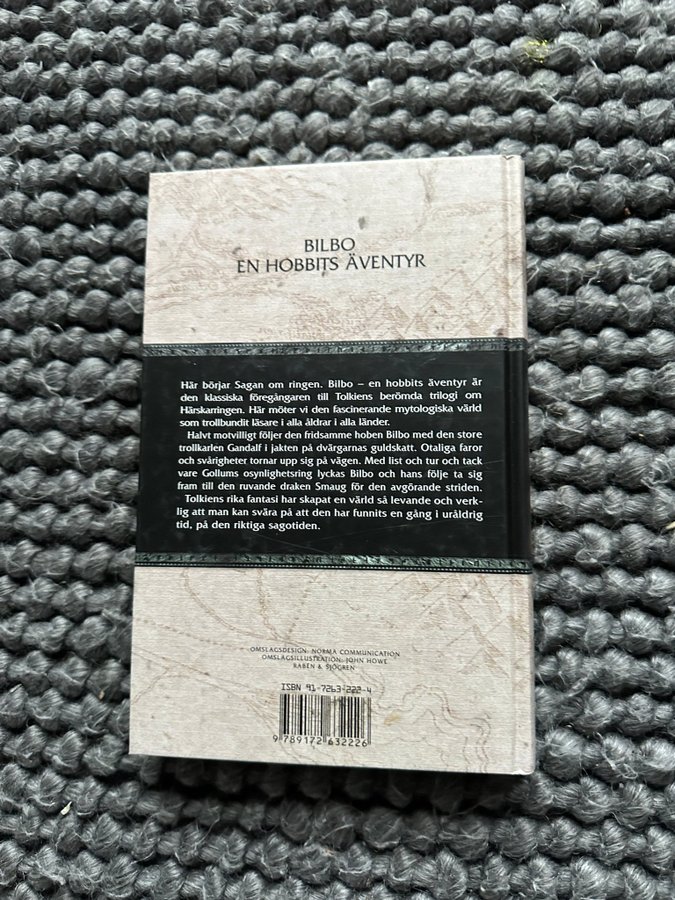 BILBO
EN HOBBITS ÄVENTYR
Här börjar Sagan om ringen. Bilbo – en hobbits äventyr är
den klassiska föregångaren till Tolkiens berömda trilogi om
Härskarringen. Här möter vi den fascinerande mytologiska värld
som trollbundit läsare i alla åldrar i alla länder.
Halvt motvilligt följer den fridsamme hoben Bilbo med den store
trollkarlen Gandalf i jakten på dvärgarnas guldskatt. Otaliga faror
och svårigheter tornar upp sig på vägen. Med list och tur och tack
vare Gollums osynlighetsring lyckas Bilbo och hans följe ta sig
fram till den ruvande draken Smaug för den avgörande striden.
Tolkiens rika fantasi har skapat en värld så levande och verk-
lig att man kan svära på att den har funnits en gång i uråldrig
tid, på den riktiga sagotiden.
OMSLAGSDESIGN: NORMA COMMUNICATION
OMSLAGSILLUSTRATION: JOHN HOWE
RABÉN & SJÖGREN
ISBN 91-7263-222-4
9 789172 632226